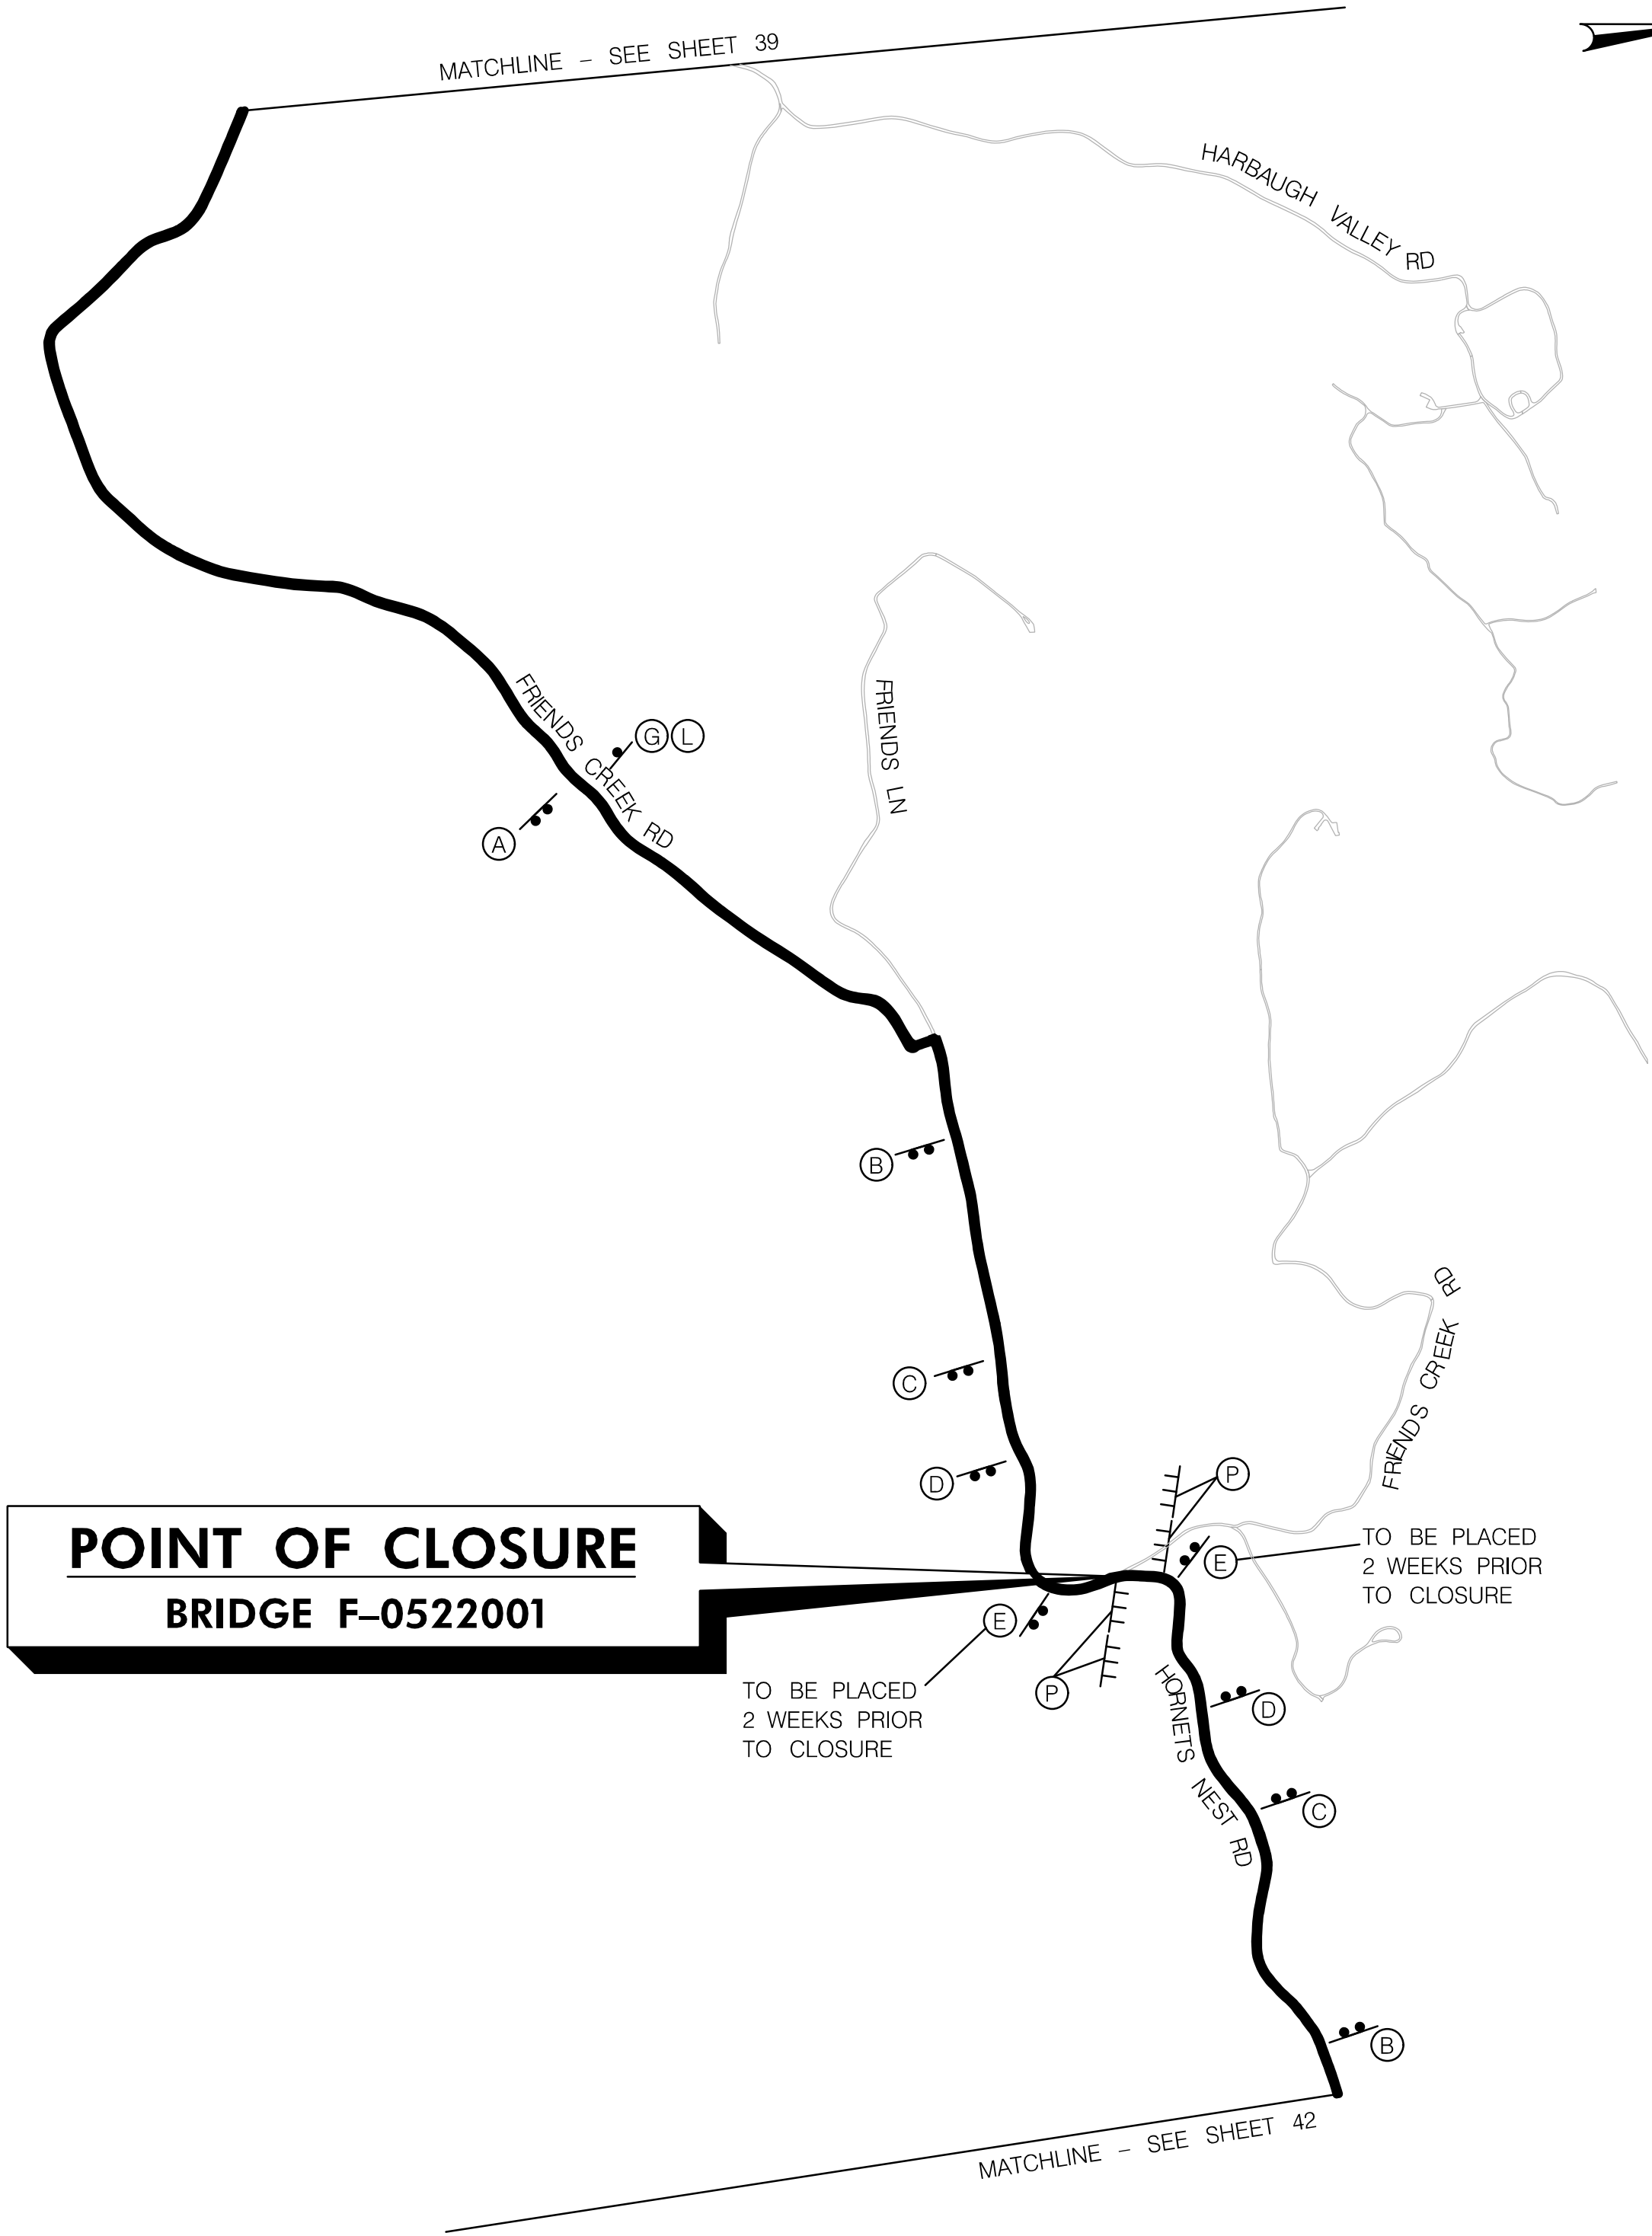 MATCHLINE - SEE SHEET 39
HARBAUGH VALLEY RD
FRIENDS CREEK RD
G L
A
FRIENDS LN
B
C
D
FRIENDS CREEK RD
P
POINT OF CLOSURE
BRIDGE F-0522001
E
TO BE PLACED
2 WEEKS PRIOR
TO CLOSURE
E
TO BE PLACED
2 WEEKS PRIOR
TO CLOSURE
P
HORNETS NEST RD
D
C
B
MATCHLINE - SEE SHEET 42